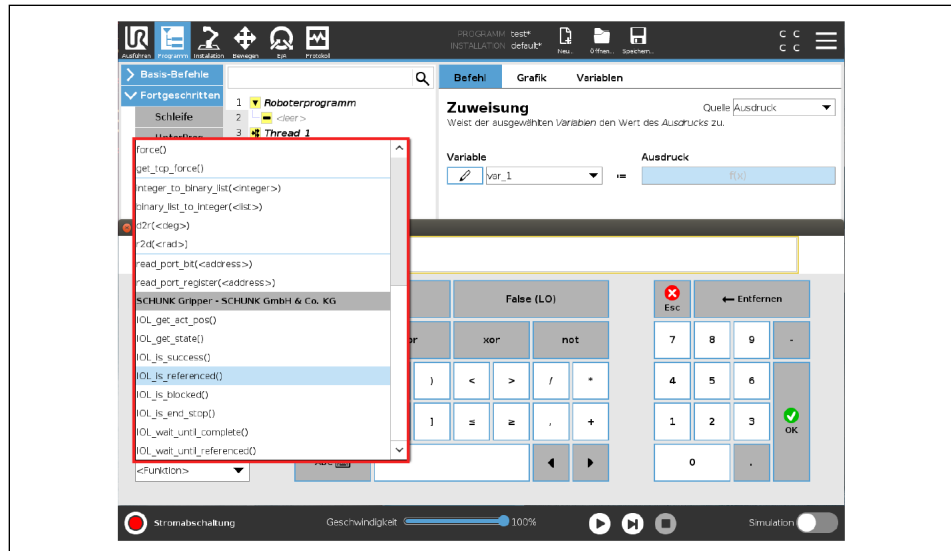 UR
PROGRAMM test*
INSTALLATION default*
Ausführen Programm Installation Bewegen E/A Protokoll
Neu... Öffnen... Speichern...
C C
C C
Basis-Befehle
Fortgeschritten
Schleife
1 Roboterprogramm
2 <leer>
3 Thread 1
Befehl Grafik Variablen
Zuweisung
Quelle Ausdruck
Weist der ausgewählten Variablen den Wert des Ausdrucks zu.
Variable Ausdruck
var_1 := f(x)
force()
get_tcp_force()
integer_to_binary_list(<integer>)
binary_list_to_integer(<list>)
d2r(<deg>)
r2d(<rad>)
read_port_bit(<address>)
read_port_register(<address>)
SCHUNK Gripper - SCHUNK GmbH & Co. KG
IOL_get_act_pos()
IOL_get_state()
IOL_is_success()
IOL_is_referenced()
IOL_is_blocked()
IOL_is_end_stop()
IOL_wait_until_complete()
IOL_wait_until_referenced()
<Funktion>
False (LO) Esc Entfernen
xor not 7 8 9 -
) < > / * 4 5 6
] ≤ ≥ , + 1 2 3 OK
0 .
Stromabschaltung Geschwindigkeit 100% Simulation